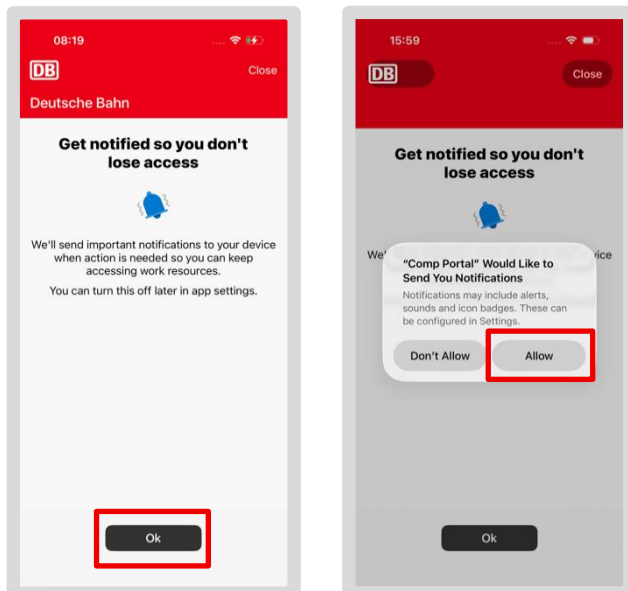 08:19
DB
Close
Deutsche Bahn
Get notified so you don't
lose access
We'll send important notifications to your device
when action is needed so you can keep
accessing work resources.
You can turn this off later in app settings.
Ok
15:59
DB
Close
Get notified so you don't
lose access
We'
vice
"Comp Portal" Would Like to
Send You Notifications
Notifications may include alerts,
sounds and icon badges. These can
be configured in Settings.
Don't Allow
Allow
Ok